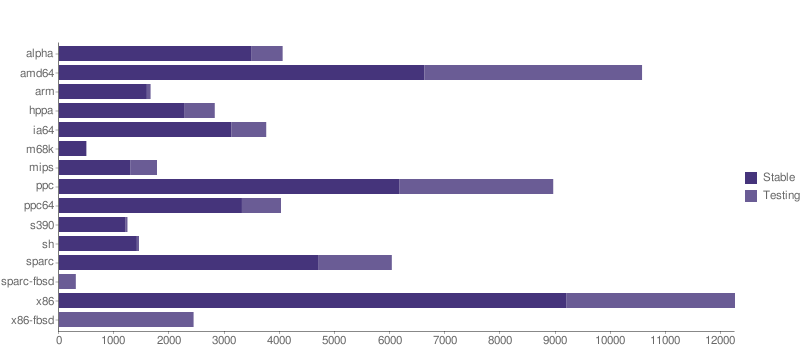 alpha
amd64
arm
hppa
ia64
m68k
mips
ppc
ppc64
s390
sh
sparc
sparc-fbsd
x86
x86-fbsd
0 1000 2000 3000 4000 5000 6000 7000 8000 9000 10000 11000 12000
Stable
Testing